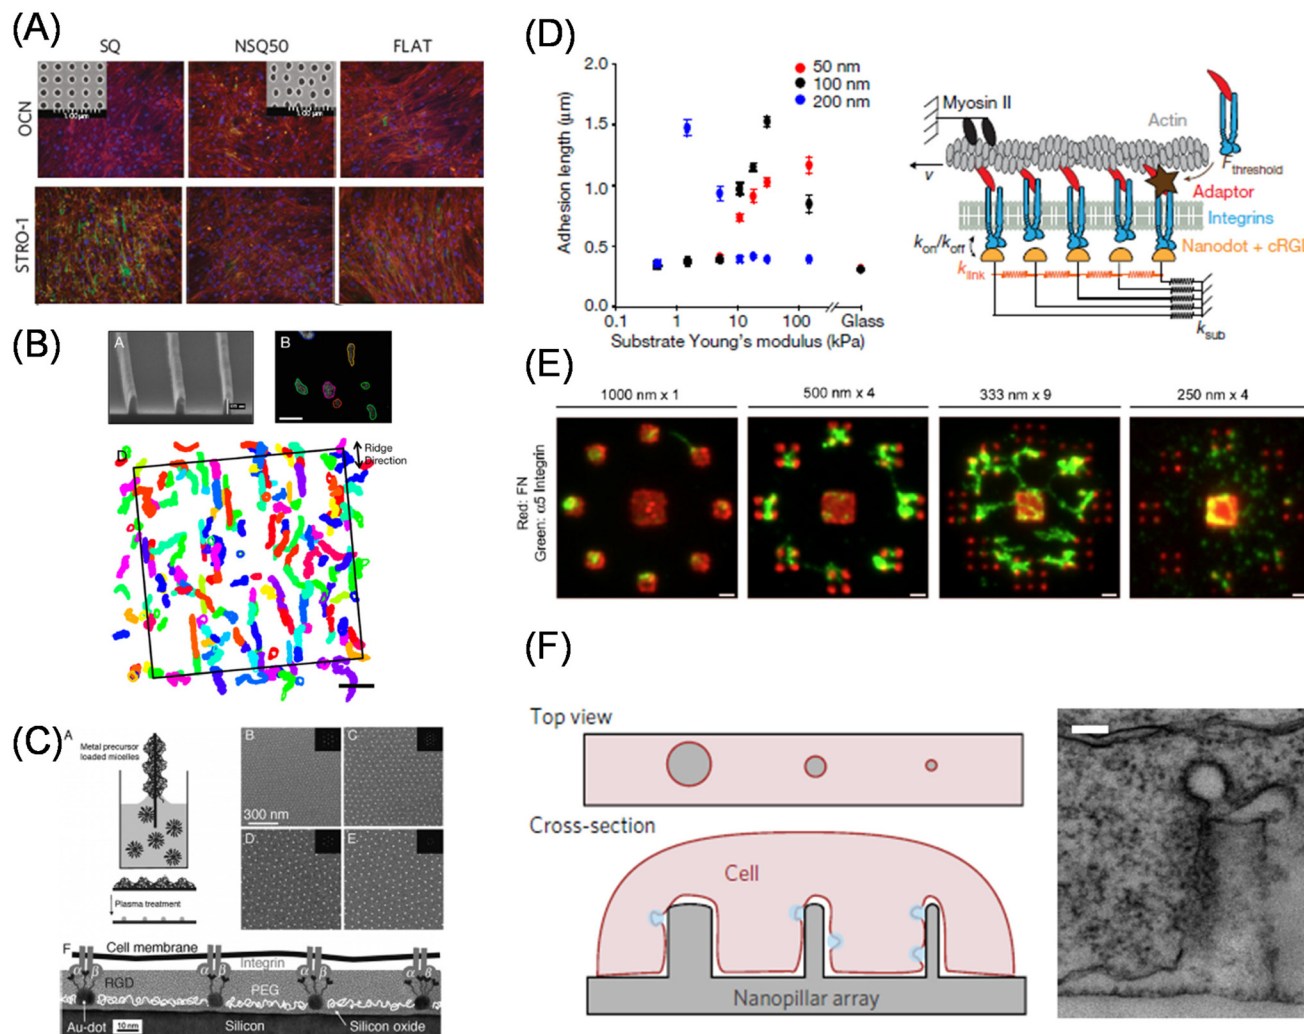 (A)
SQ
NSQ50
FLAT
OCN
1.00µm
STRO-1
(B)
A
B
D
Ridge
Direction
(C)
A
Metal precursor
loaded micelles
Plasma treatment
B
C
300 nm
D
E
F
Cell membrane
Integrin
α β
α β
α β
α β
RGD
PEG
Au-dot
10 nm
Silicon
Silicon oxide
(D)
50 nm
100 nm
200 nm
Adhesion length (µm)
2.0
1.5
1.0
0.5
0.0
0.1
1
10
100
Glass
Substrate Young's modulus (kPa)
Myosin II
Actin
v
Fthreshold
Adaptor
Integrins
kon/koff
Nanodot + cRGD
klink
ksub
(E)
1000 nm x 1
500 nm x 4
333 nm x 9
250 nm x 4
Red: FN
Green: α5 Integrin
(F)
Top view
Cross-section
Cell
Nanopillar array